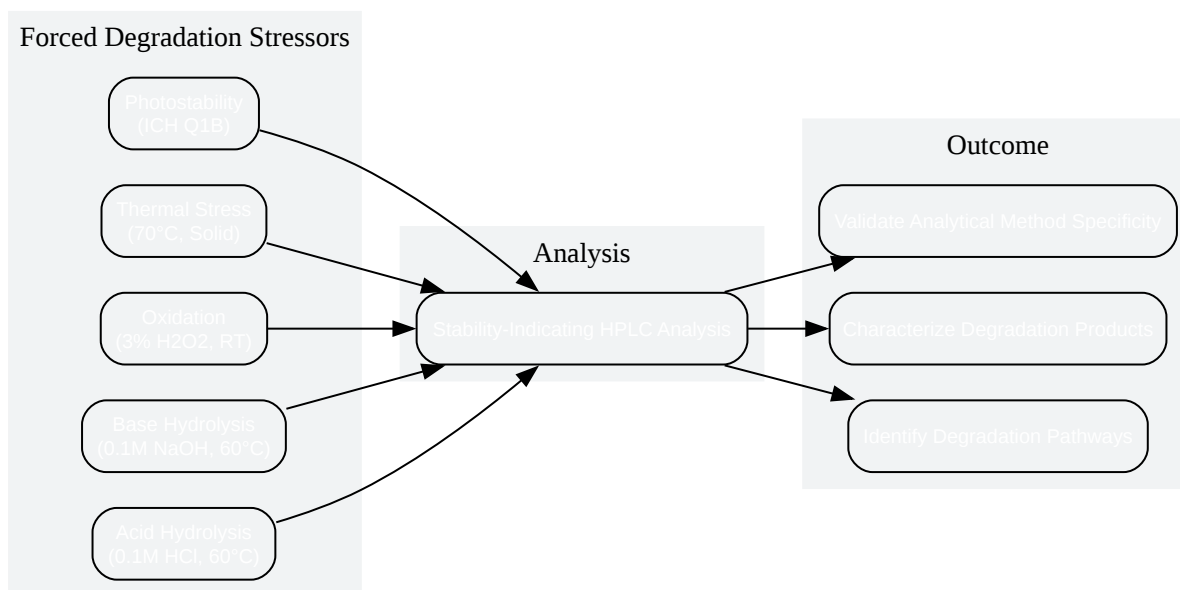 Forced Degradation Stressors
Photostability
(ICH Q1B)
Thermal Stress
(70°C, Solid)
Oxidation
(3% H2O2, RT)
Base Hydrolysis
(0.1M NaOH, 60°C)
Acid Hydrolysis
(0.1M HCl, 60°C)
Analysis
Stability-Indicating HPLC Analysis
Outcome
Validate Analytical Method Specificity
Characterize Degradation Products
Identify Degradation Pathways